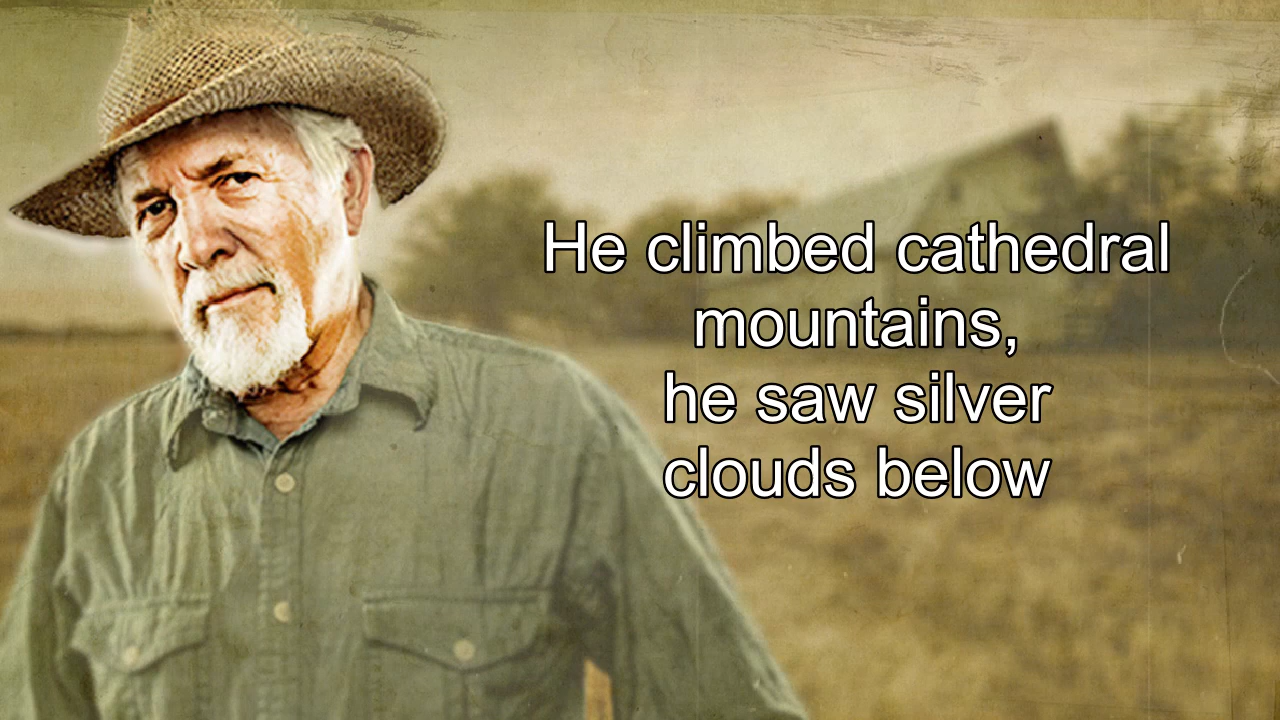 He climbed cathedral
mountains,
he saw silver
clouds below